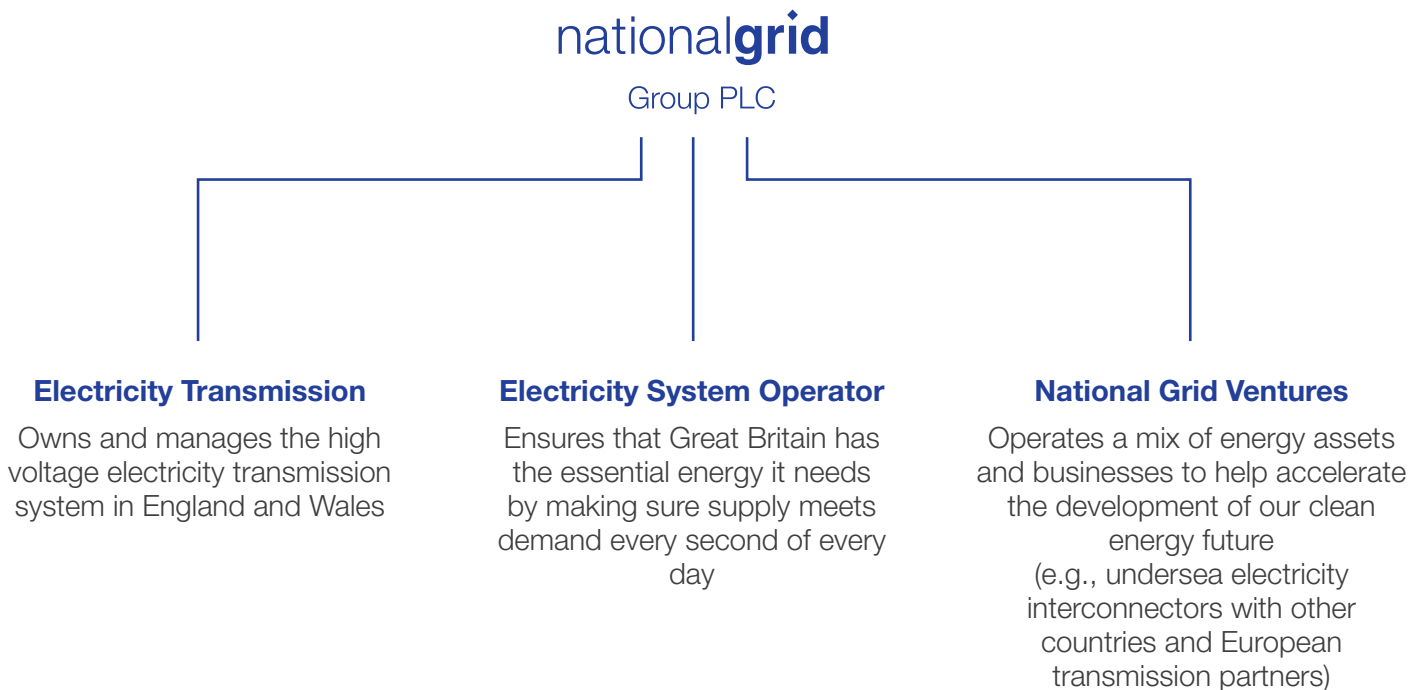 nationalgrid
Group PLC
Electricity Transmission
Owns and manages the high
voltage electricity transmission
system in England and Wales
Electricity System Operator
Ensures that Great Britain has
the essential energy it needs
by making sure supply meets
demand every second of every
day
National Grid Ventures
Operates a mix of energy assets
and businesses to help accelerate
the development of our clean
energy future
(e.g., undersea electricity
interconnectors with other
countries and European
transmission partners)